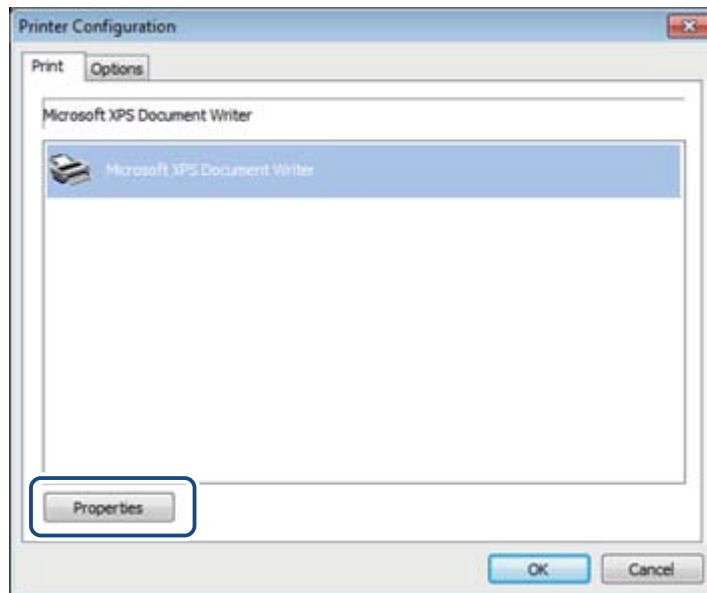 Printer Configuration
Print Options
Microsoft XPS Document Writer
Microsoft XPS Document Writer
Properties
OK Cancel